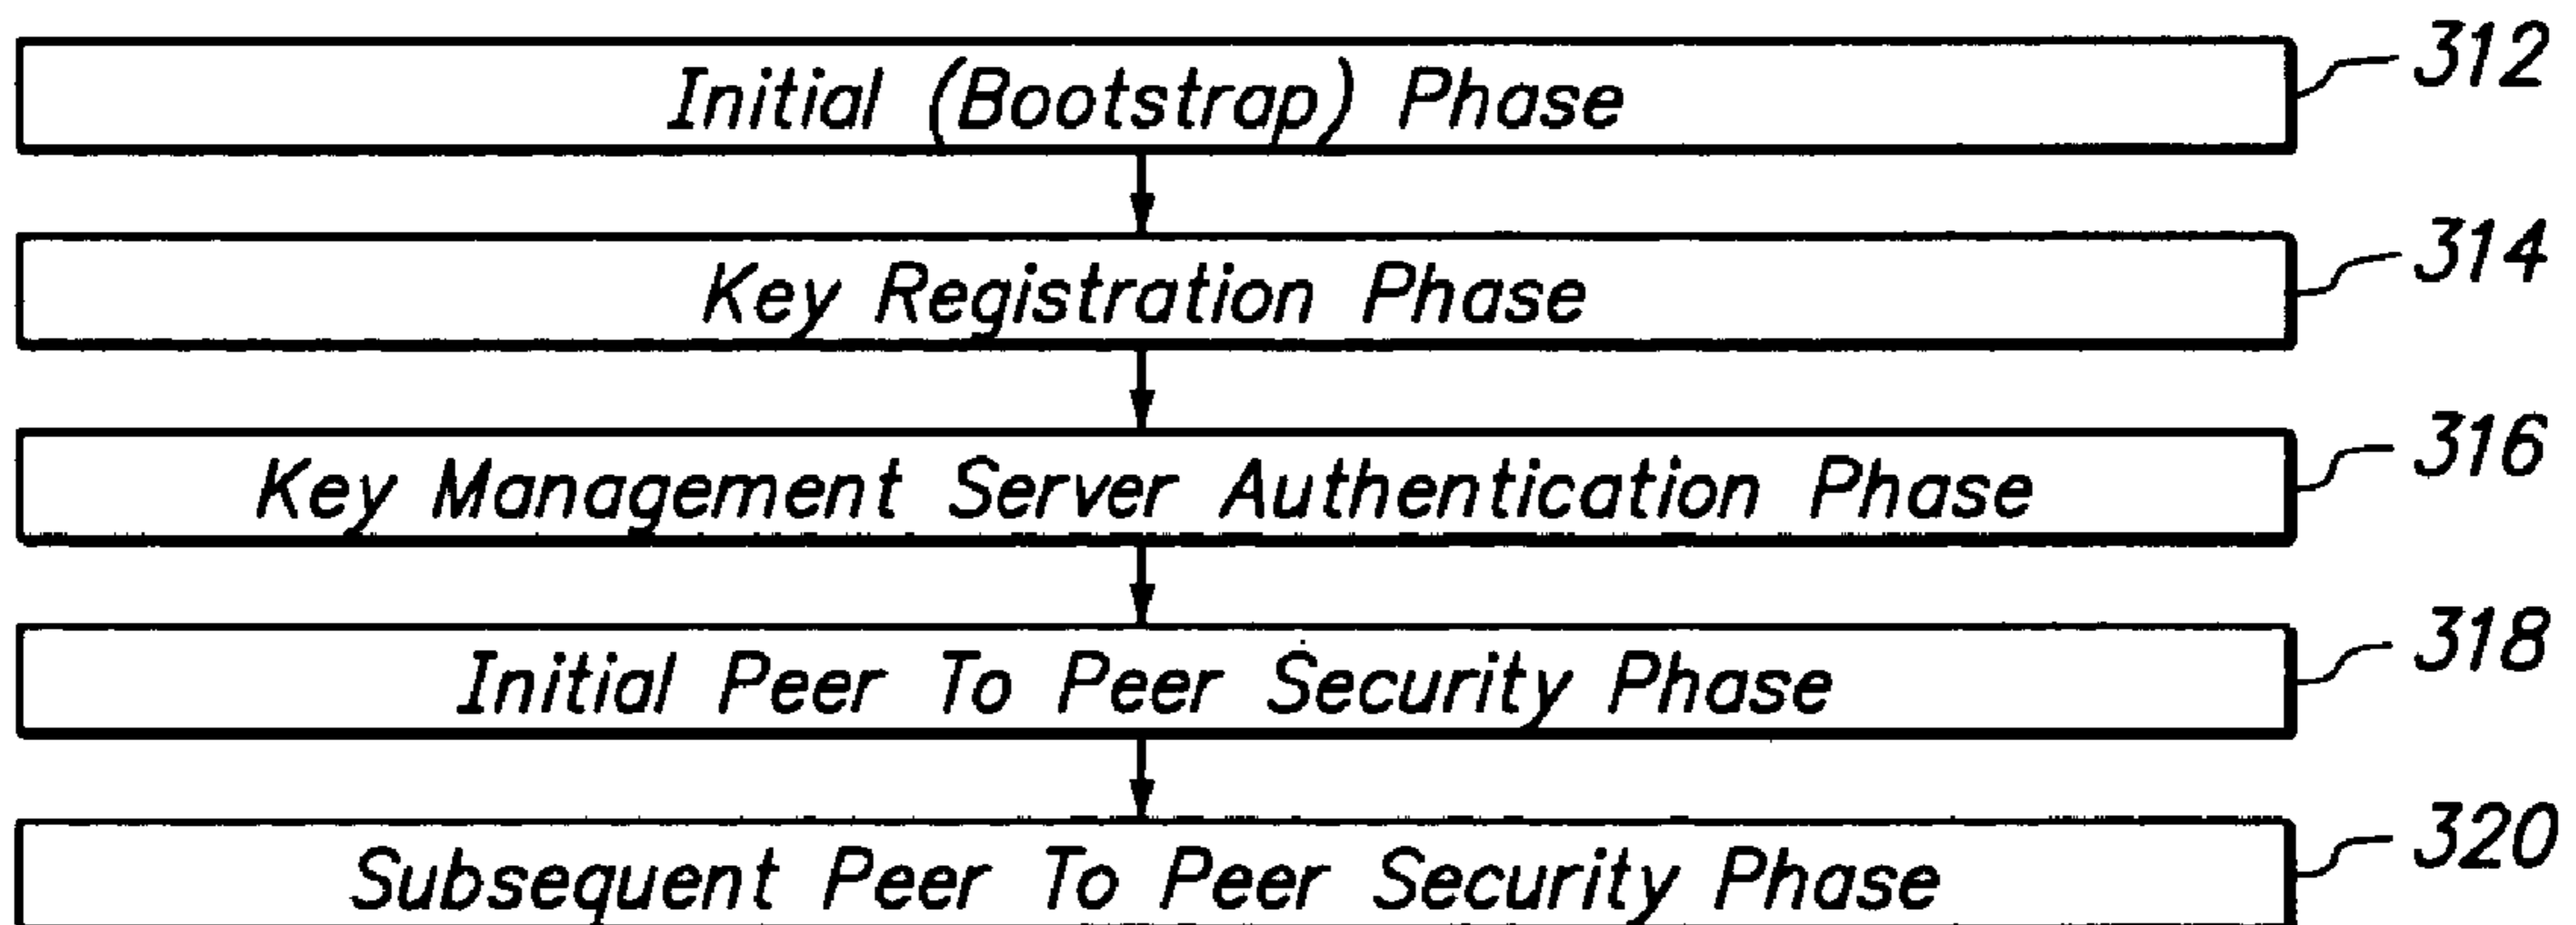 Initial (Bootstrap) Phase 312
Key Registration Phase 314
Key Management Server Authentication Phase 316
Initial Peer To Peer Security Phase 318
Subsequent Peer To Peer Security Phase 320